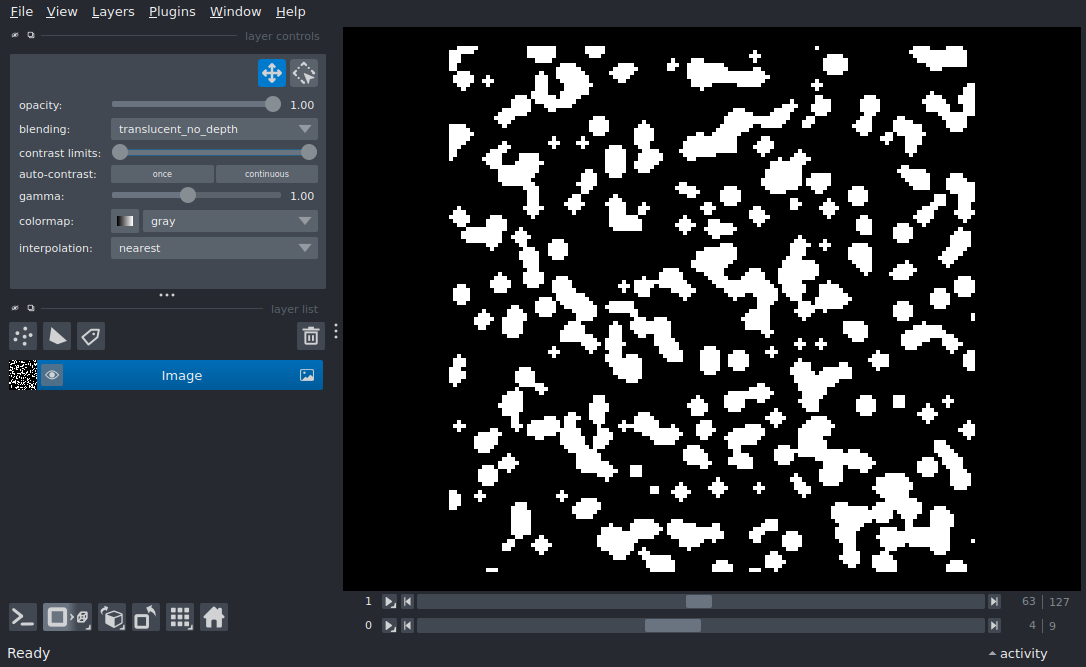 File View Layers Plugins Window Help
layer controls
opacity: 1.00
blending: translucent_no_depth
contrast limits:
auto-contrast: once continuous
gamma: 1.00
colormap: gray
interpolation: nearest
layer list
Image
1 63 127
0 4 9
Ready activity